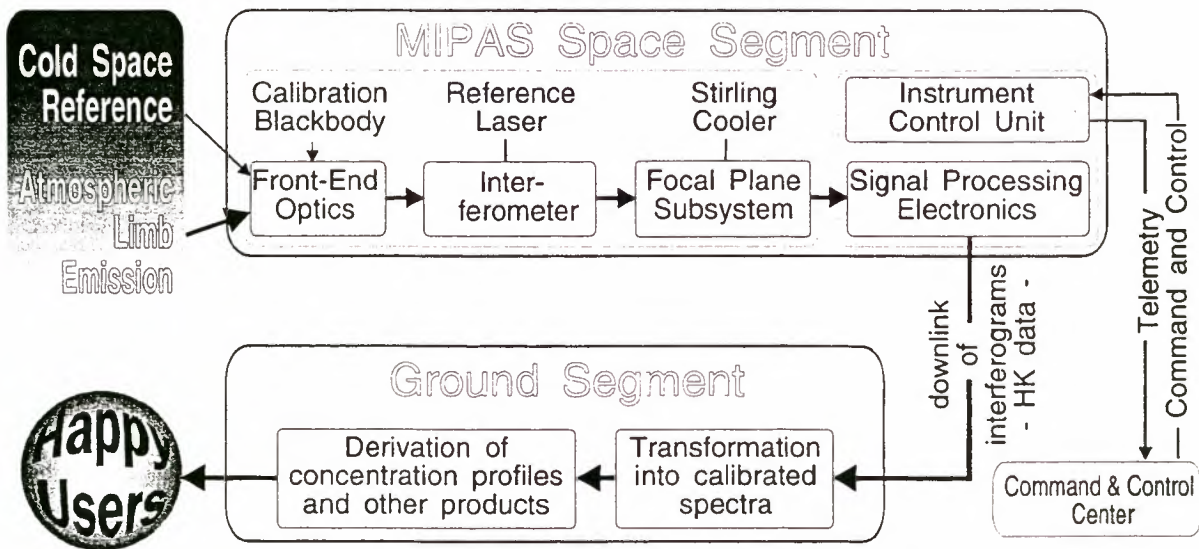 MIPAS Space Segment
Cold Space
Reference
Atmospheric
Limb
Emission
Calibration
Blackbody
Reference
Laser
Stirling
Cooler
Instrument
Control Unit
Front-End
Optics
Inter-
ferometer
Focal Plane
Subsystem
Signal Processing
Electronics
downlink
of
interferograms
- HK data -
Telemetry
Command and Control
Ground Segment
Happy
Users
Derivation of
concentration profiles
and other products
Transformation
into calibrated
spectra
Command & Control
Center